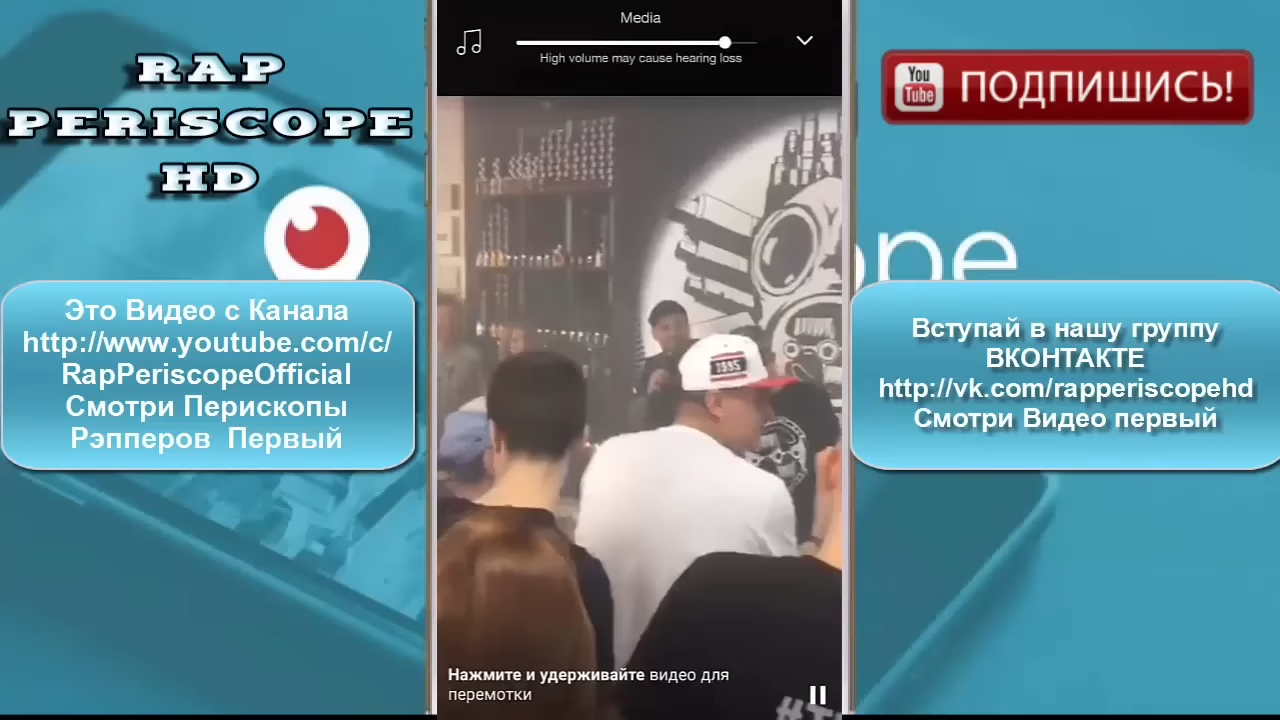 RAP
PERISCOPE
HD
Это Видео с Канала
http://www.youtube.com/c/
RapPeriscopeOfficial
Смотри Перископы
Рэпперов Первый
Media
High volume may cause hearing loss
1995
Нажмите и удерживайте видео для
перемотки
You
Tube
ПОДПИШИСЬ!
ope
Вступай в нашу группу
ВКОНТАКТЕ
http://vk.com/rapperiscopehd
Смотри Видео первый